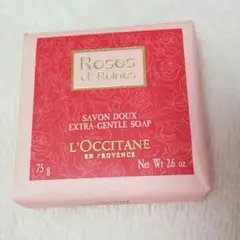 Roses
et Reines
SAVON DOUX
EXTRA-GENTLE SOAP
L'OCCITANE
EN PROVENCE
75 g Net Wt 2.6 oz.